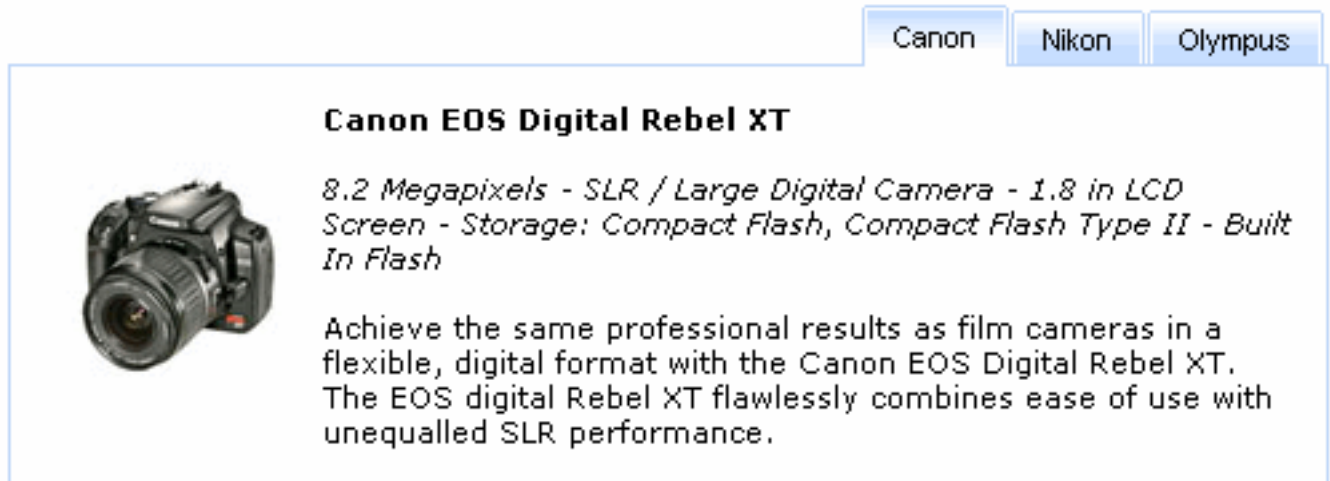 Canon Nikon Olympus
Canon EOS Digital Rebel XT
8.2 Megapixels - SLR / Large Digital Camera - 1.8 in LCD
Screen - Storage: Compact Flash, Compact Flash Type II - Built
In Flash
Achieve the same professional results as film cameras in a
flexible, digital format with the Canon EOS Digital Rebel XT.
The EOS digital Rebel XT flawlessly combines ease of use with
unequalled SLR performance.